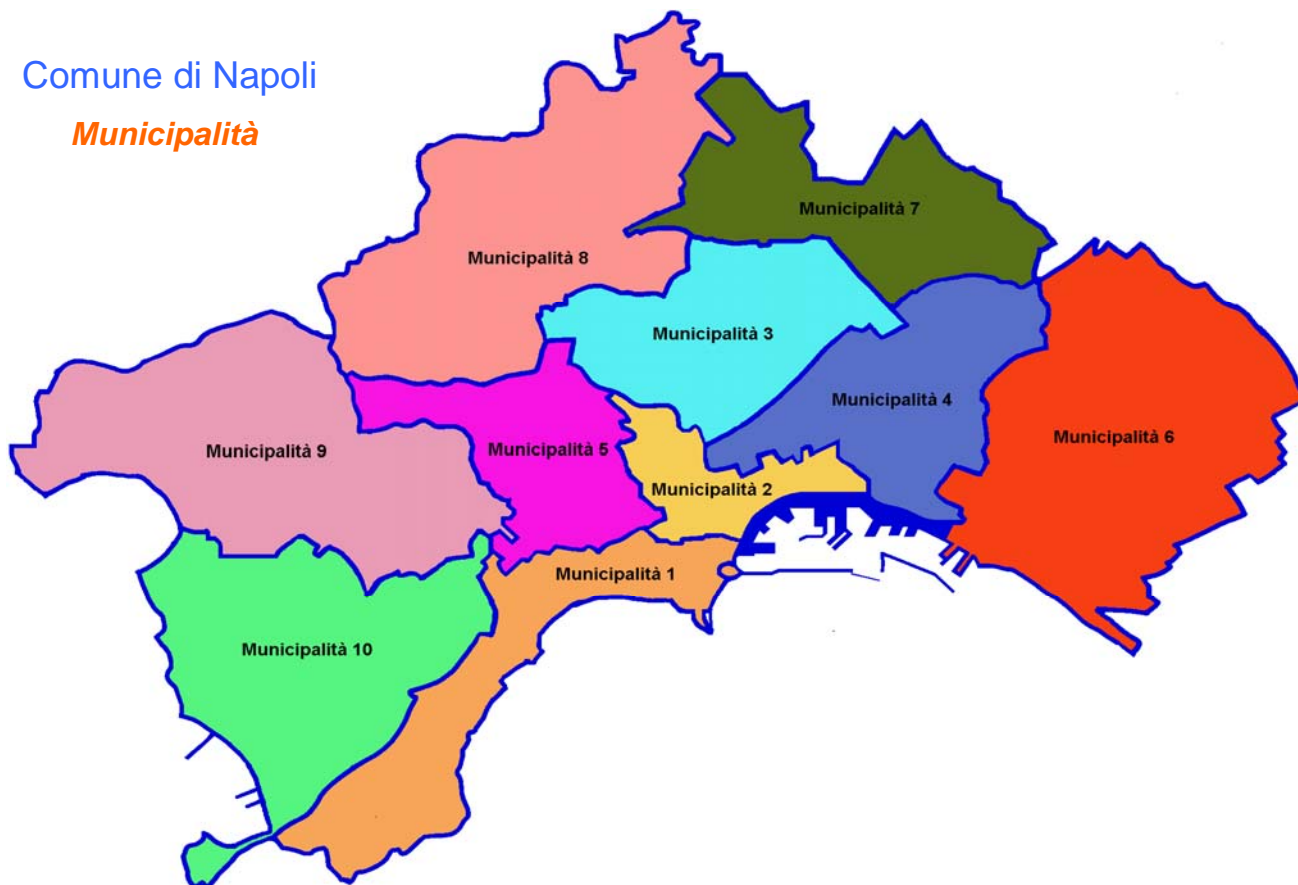 Comune di Napoli
Municipalità
Municipalità 7
Municipalità 8
Municipalità 3
Municipalità 4
Municipalità 6
Municipalità 9
Municipalità 5
Municipalità 2
Municipalità 1
Municipalità 10